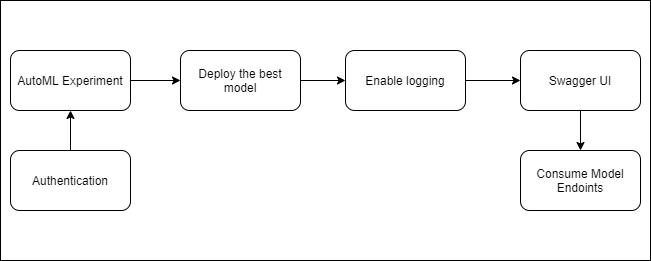 AutoML Experiment
Deploy the best
model
Enable logging
Swagger UI
Authentication
Consume Model
Endoints